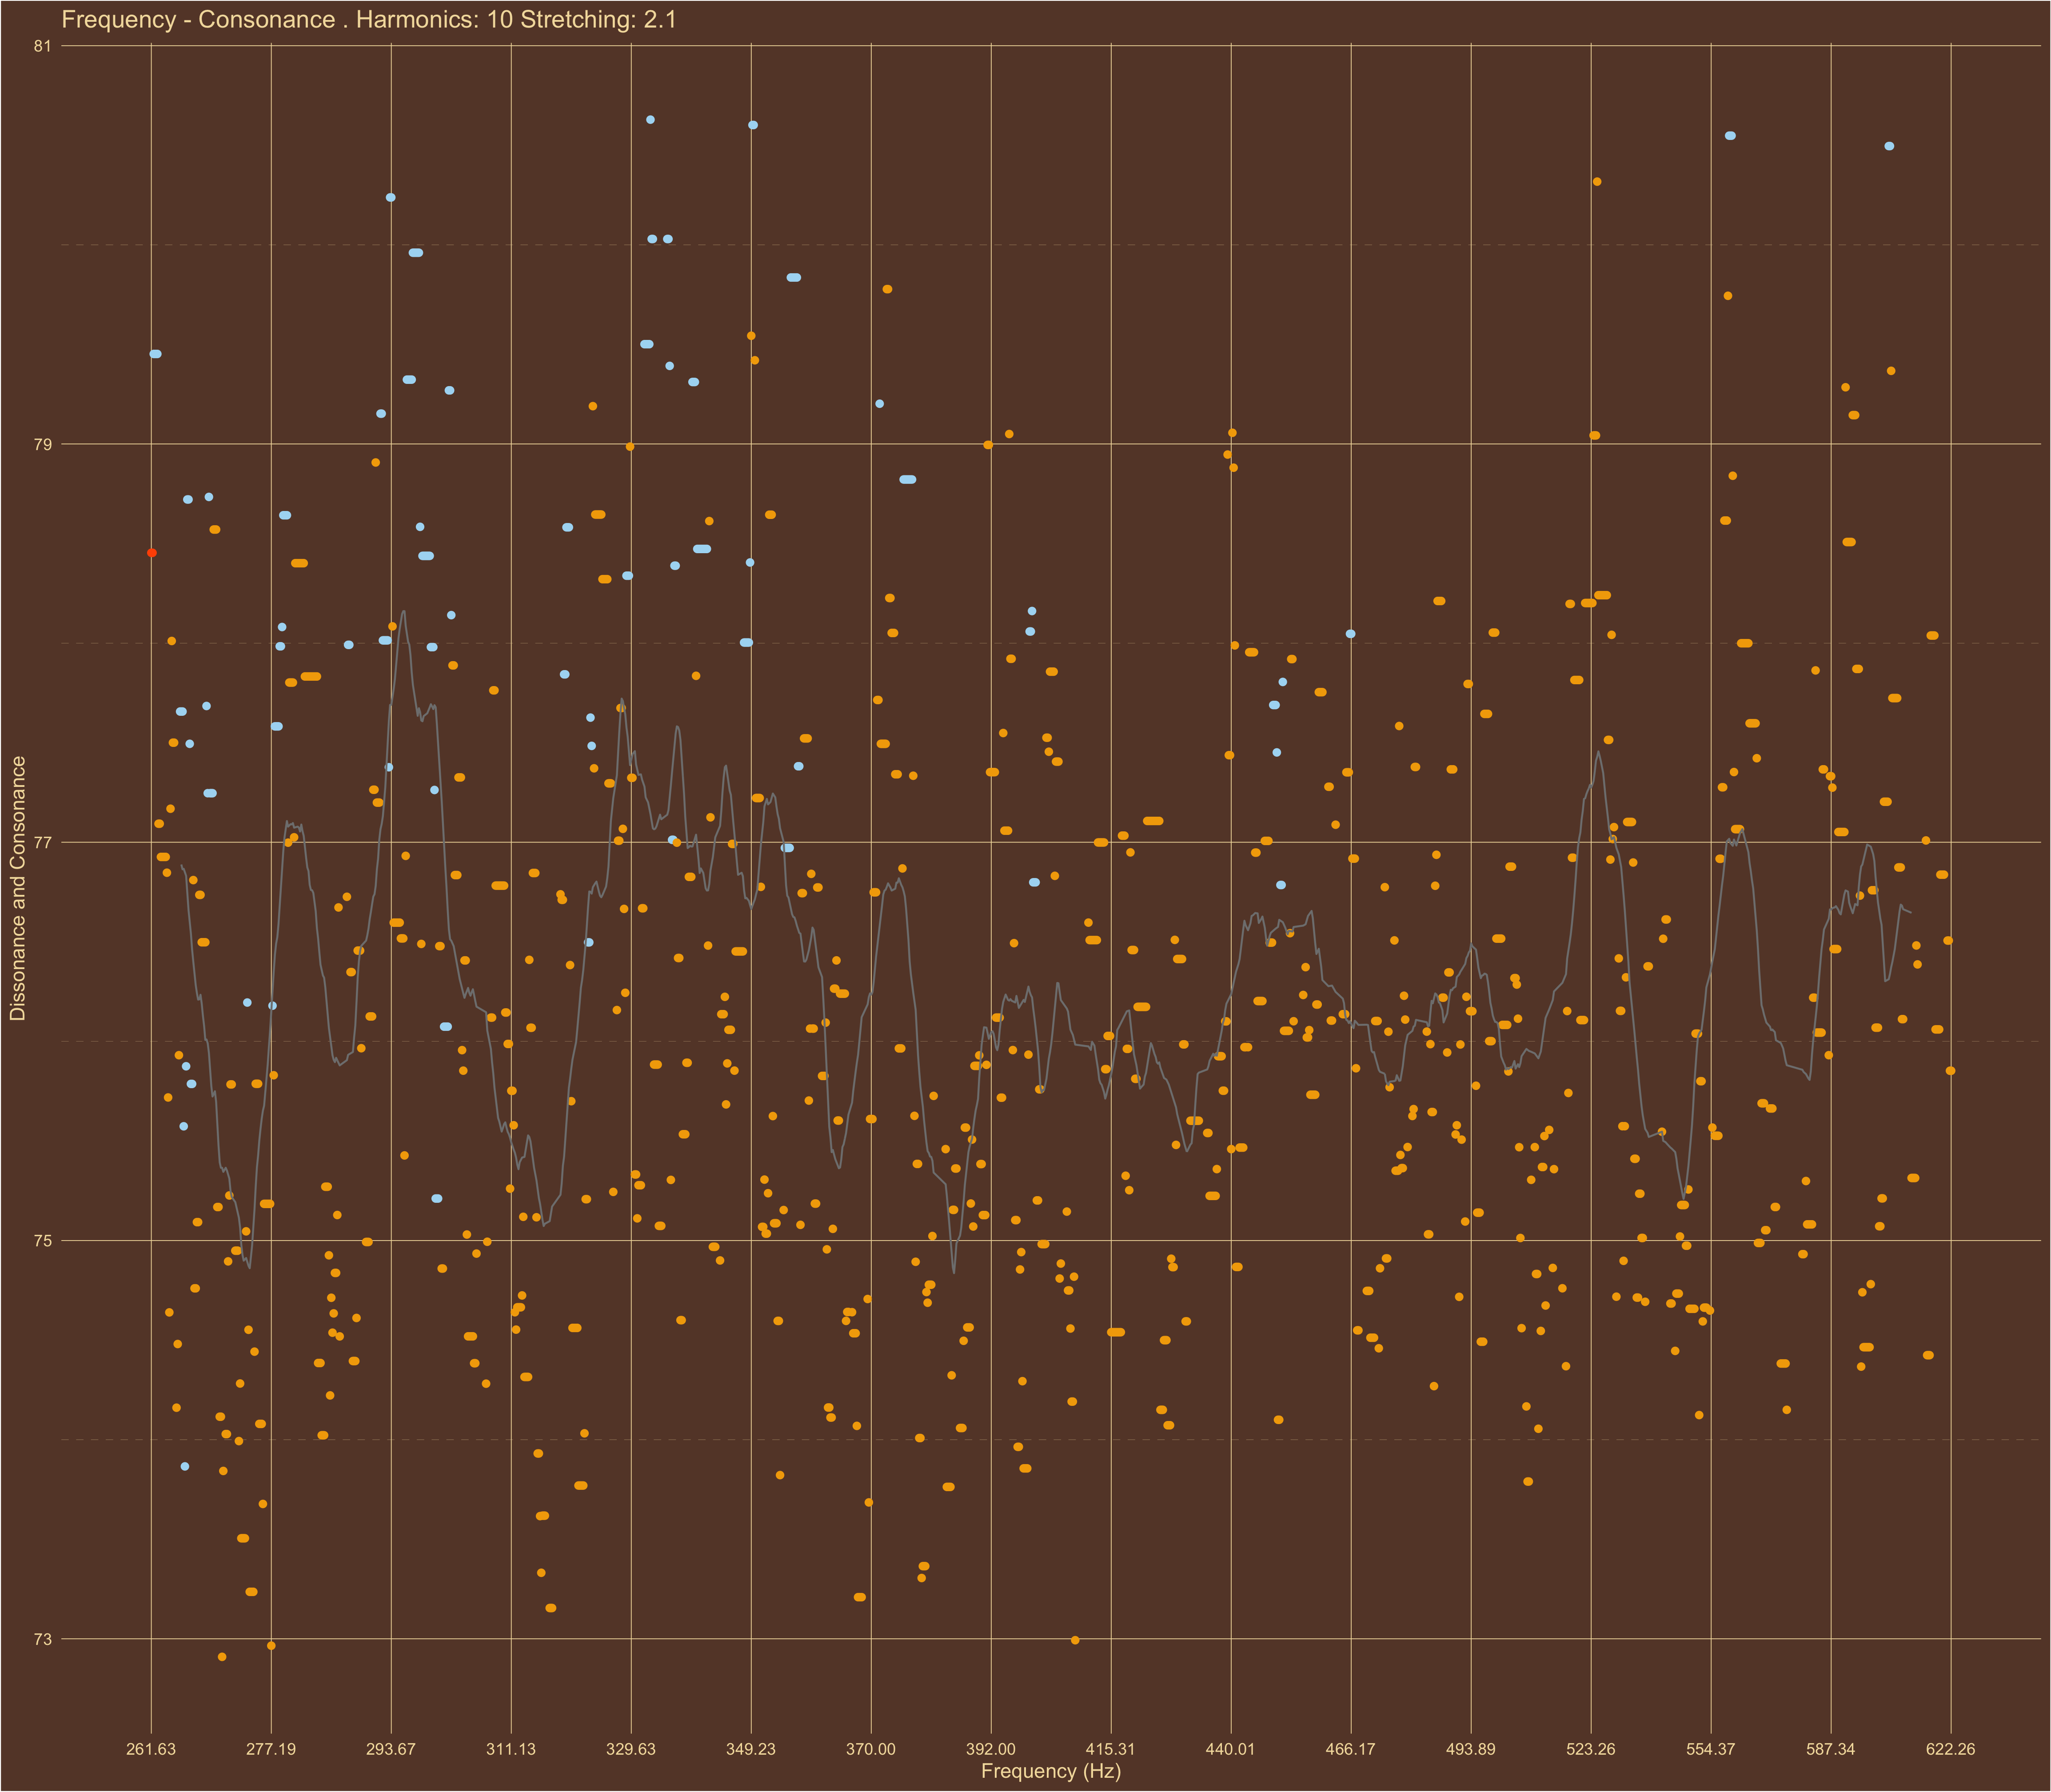 Frequency - Consonance . Harmonics: 10 Stretching: 2.1
81
79
77
75
73
Dissonance and Consonance
261.63 277.19 293.67 311.13 329.63 349.23 370.00 392.00 415.31 440.01 466.17 493.89 523.26 554.37 587.34 622.26
Frequency (Hz)